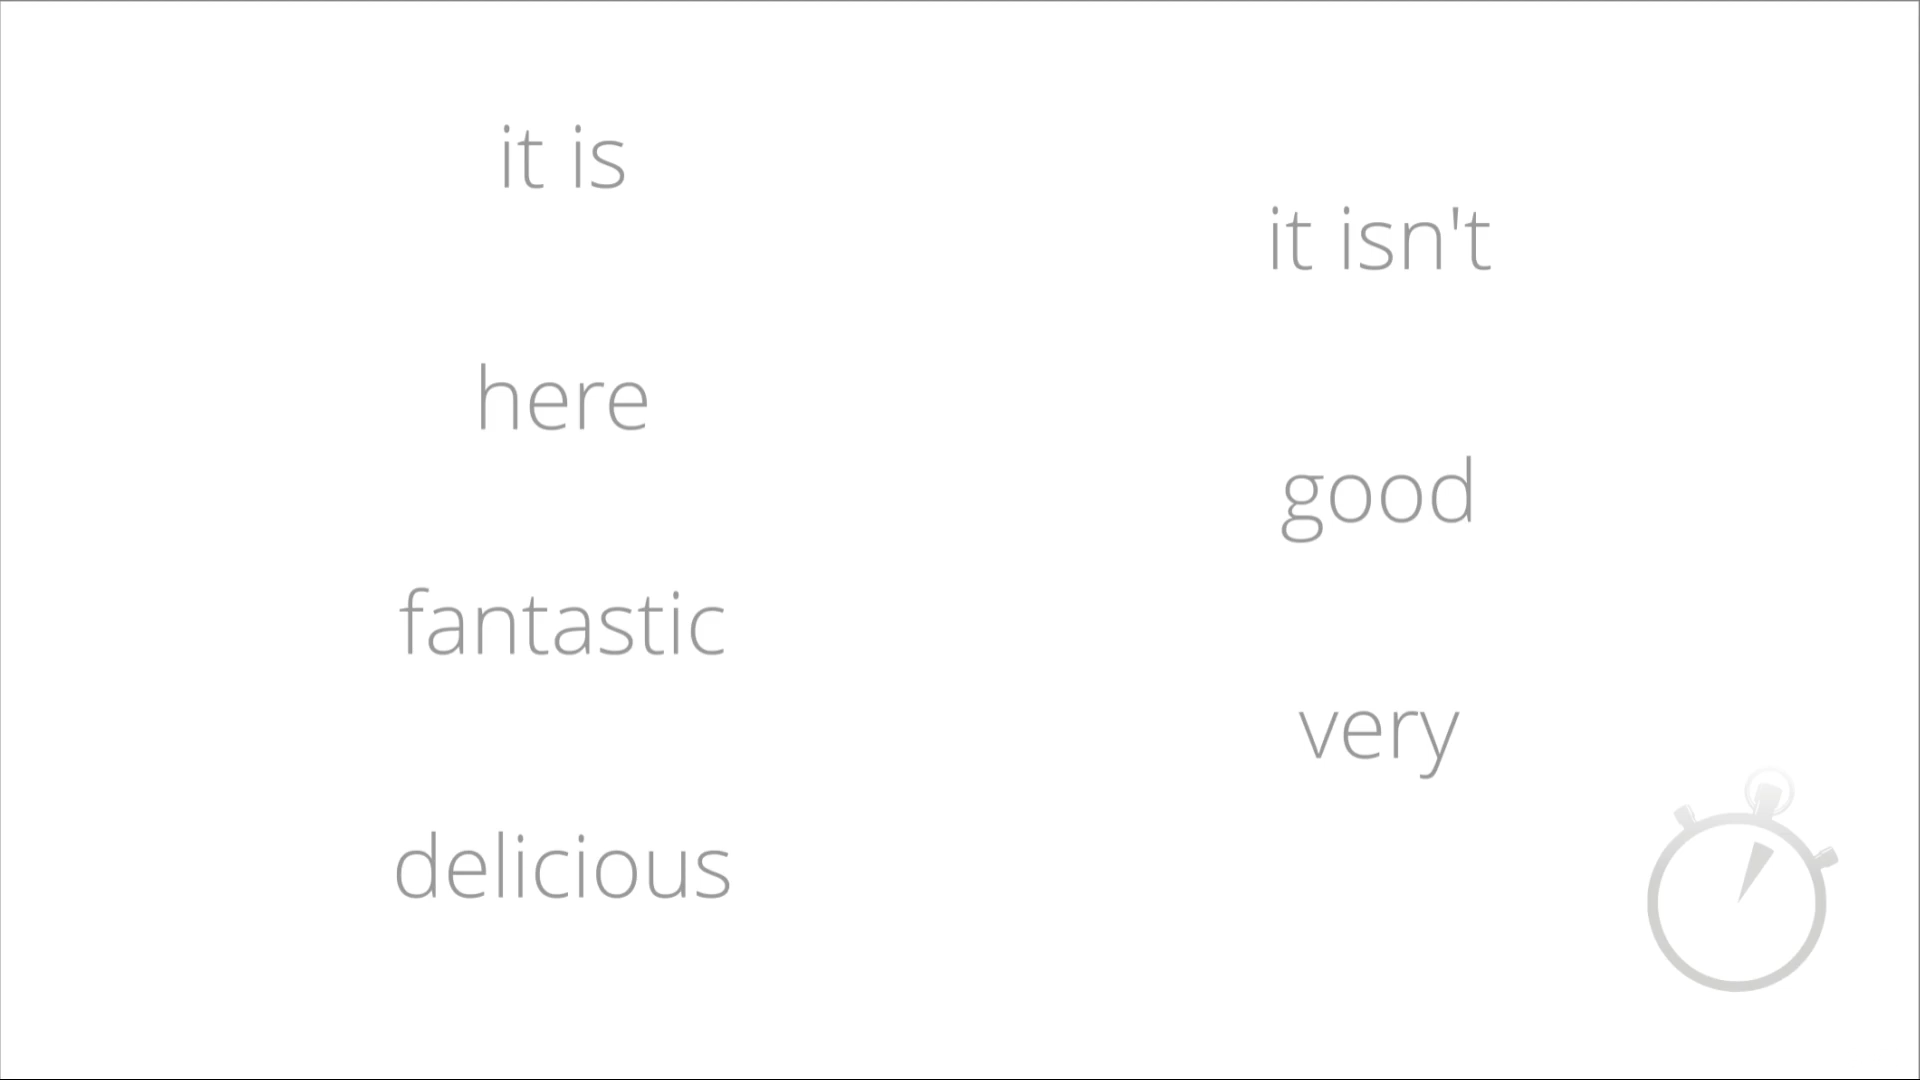 it is
here
fantastic
delicious
it isn't
good
very